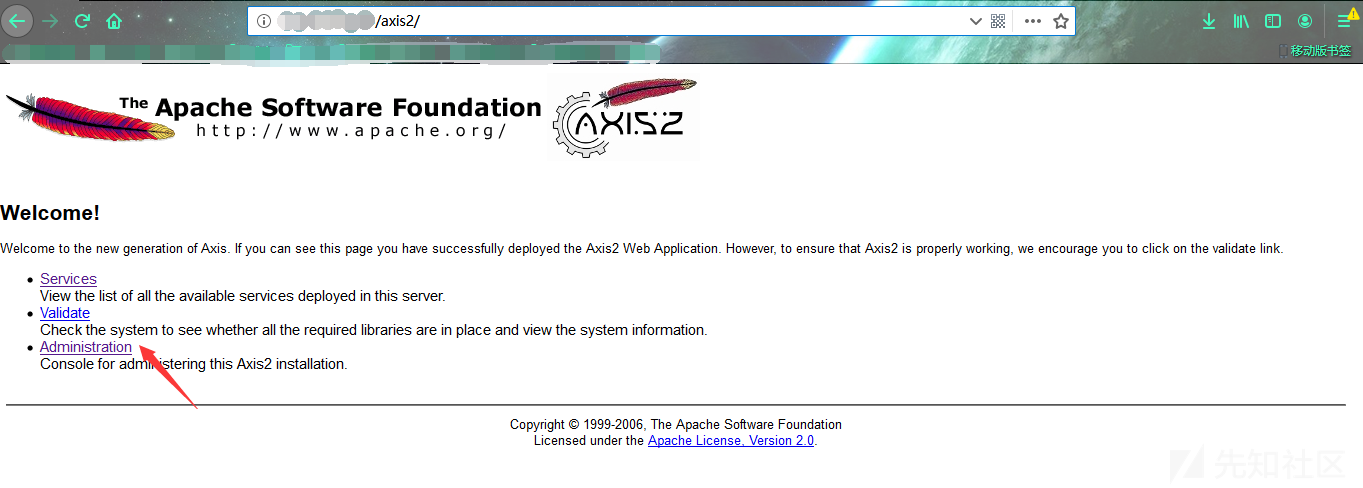 /axis2/
移动版书签
The Apache Software Foundation
http://www.apache.org/
AXIS2
Welcome!
Welcome to the new generation of Axis. If you can see this page you have successfully deployed the Axis2 Web Application. However, to ensure that Axis2 is properly working, we encourage you to click on the validate link.
Services
View the list of all the available services deployed in this server.
Validate
Check the system to see whether all the required libraries are in place and view the system information.
Administration
Console for administering this Axis2 installation.
Copyright © 1999-2006, The Apache Software Foundation
Licensed under the Apache License, Version 2.0.
先知社区